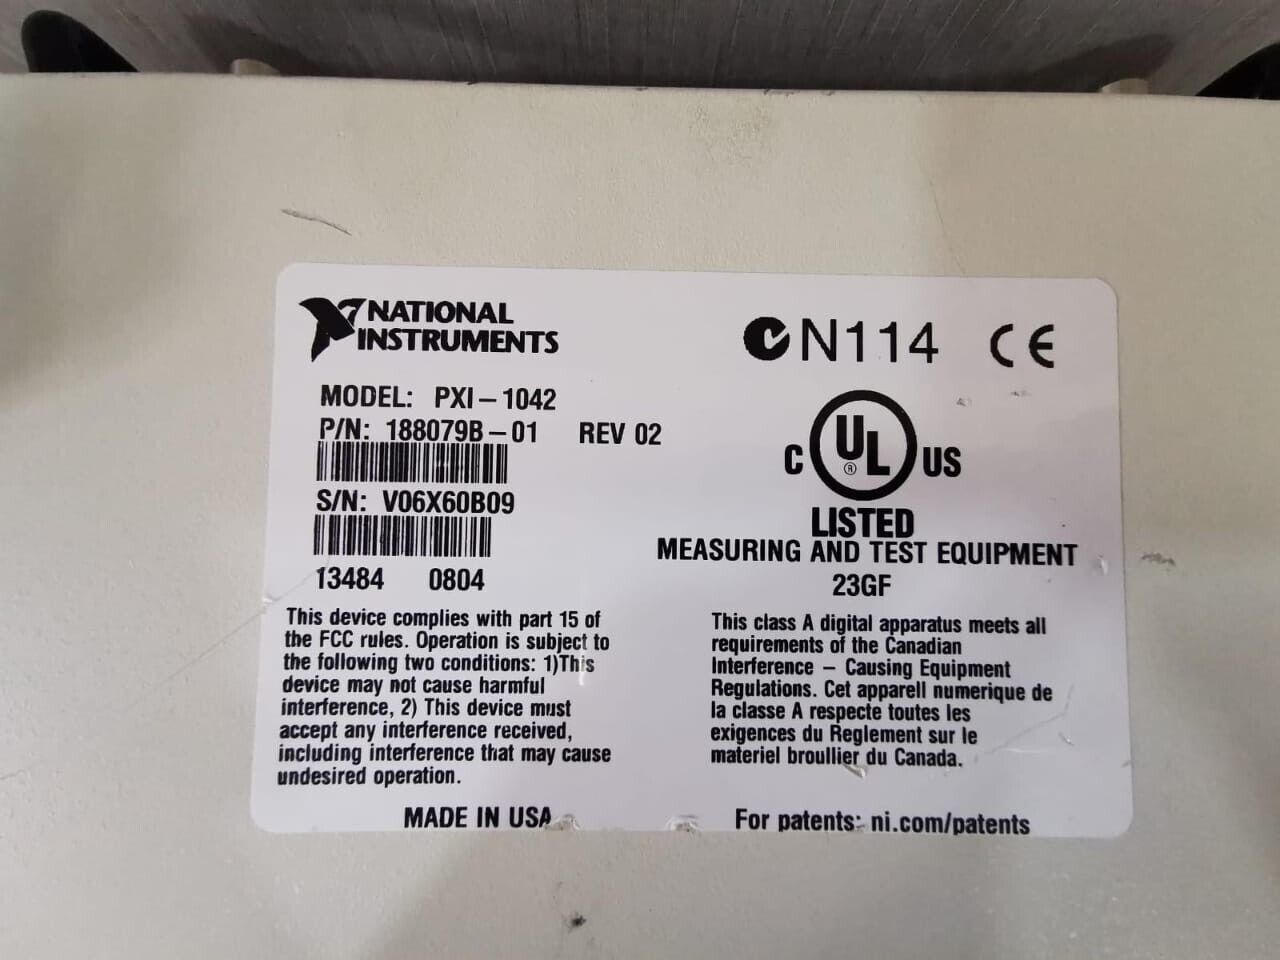 NATIONAL
INSTRUMENTS
N114 CE
MODEL: PXI-1042
P/N: 188079B-01 REV 02
S/N: V06X60B09
13484 0804
C UL US
®
LISTED
MEASURING AND TEST EQUIPMENT
23GF
This device complies with part 15 of
the FCC rules. Operation is subject to
the following two conditions: 1)This
device may not cause harmful
interference, 2) This device must
accept any interference received,
including interference that may cause
undesired operation.
This class A digital apparatus meets all
requirements of the Canadian
Interference – Causing Equipment
Regulations. Cet appareil numerique de
la classe A respecte toutes les
exigences du Reglement sur le
materiel broullier du Canada.
MADE IN USA
For patents: ni.com/patents